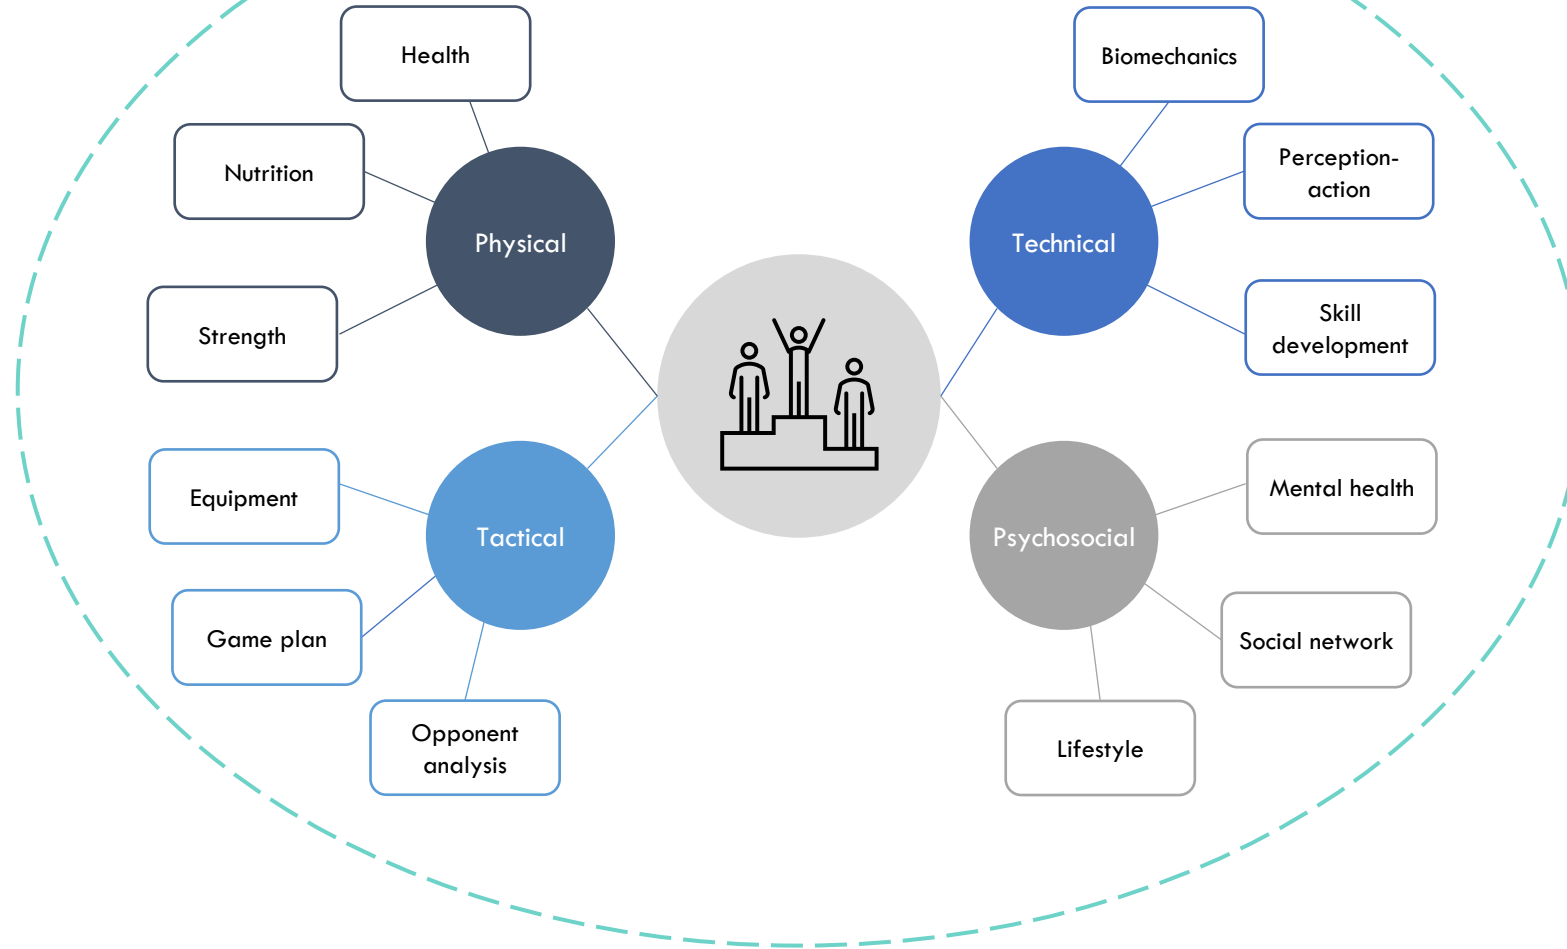 Health
Nutrition
Physical
Strength
Equipment
Tactical
Game plan
Opponent
analysis
Biomechanics
Perception-
action
Technical
Skill
development
Mental health
Psychosocial
Social network
Lifestyle